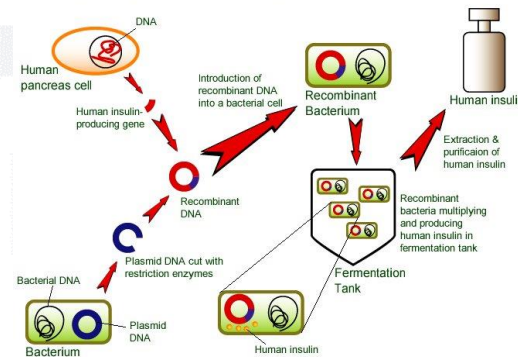 DNA
Human
pancreas cell
Human insulin-
producing gene
Introduction of
recombinant DNA
into a bacterial cell
Recombinant
Bacterium
Human insuli
Extraction &
purificaion of
human insulin
Recombinant
DNA
Plasmid DNA cut with
restriction enzymes
Recombinant
bacteria multiplying
and producing
human insulin in
fermentation tank
Fermentation
Tank
Bacterial DNA
Plasmid
DNA
Bacterium
Human insulin